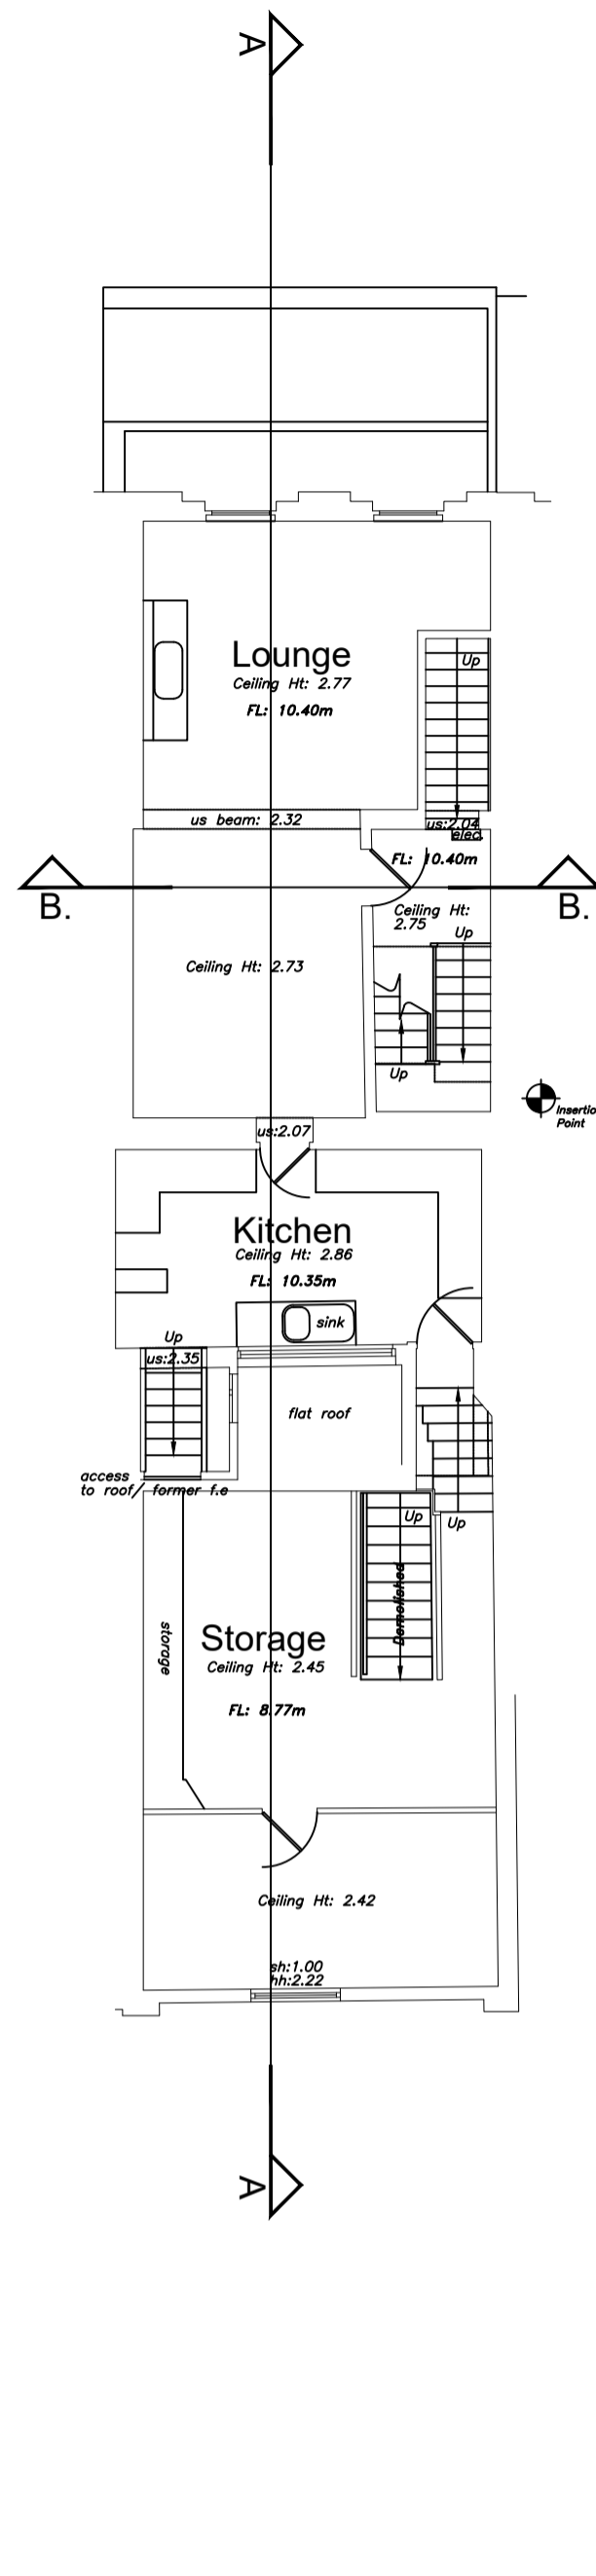 A
Lounge
Ceiling Ht: 2.77
FL: 10.40m
Up
us beam: 2.32
us:2.04
elec.
FL: 10.40m
B.
B.
Ceiling Ht:
2.75
Up
Ceiling Ht: 2.73
Up
Insertio
Point
us:2.07
Kitchen
Ceiling Ht: 2.86
FL: 10.35m
sink
Up
us:2.35
flat roof
access
to roof/ former f.e
Up
Up
Demolished
storage
Storage
Ceiling Ht: 2.45
FL: 8.77m
Ceiling Ht: 2.42
sh:1.00
hh:2.22
A